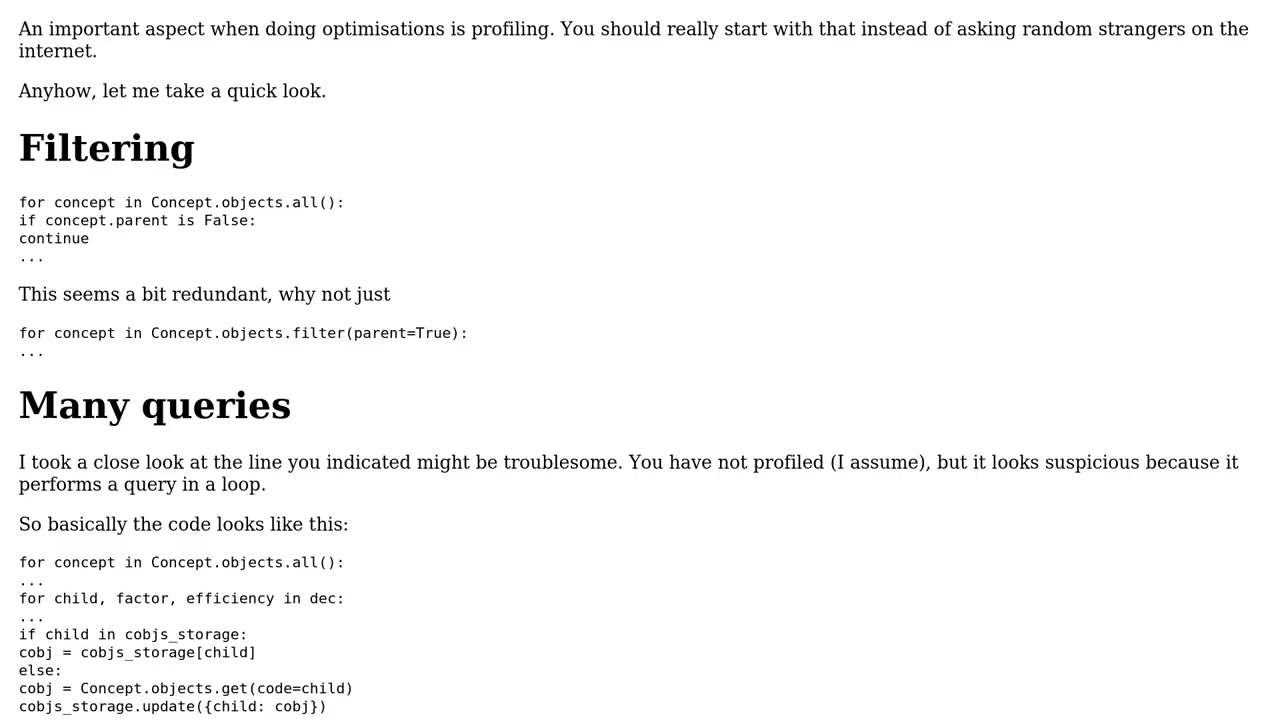 An important aspect when doing optimisations is profiling. You should really start with that instead of asking random strangers on the
internet.
Anyhow, let me take a quick look.
Filtering
for concept in Concept.objects.all():
if concept.parent is False:
continue
...
This seems a bit redundant, why not just
for concept in Concept.objects.filter(parent=True):
...
Many queries
I took a close look at the line you indicated might be troublesome. You have not profiled (I assume), but it looks suspicious because it
performs a query in a loop.
So basically the code looks like this:
for concept in Concept.objects.all():
...
for child, factor, efficiency in dec:
...
if child in cobjs_storage:
cobj = cobjs_storage[child]
else:
cobj = Concept.objects.get(code=child)
cobjs_storage.update({child: cobj})